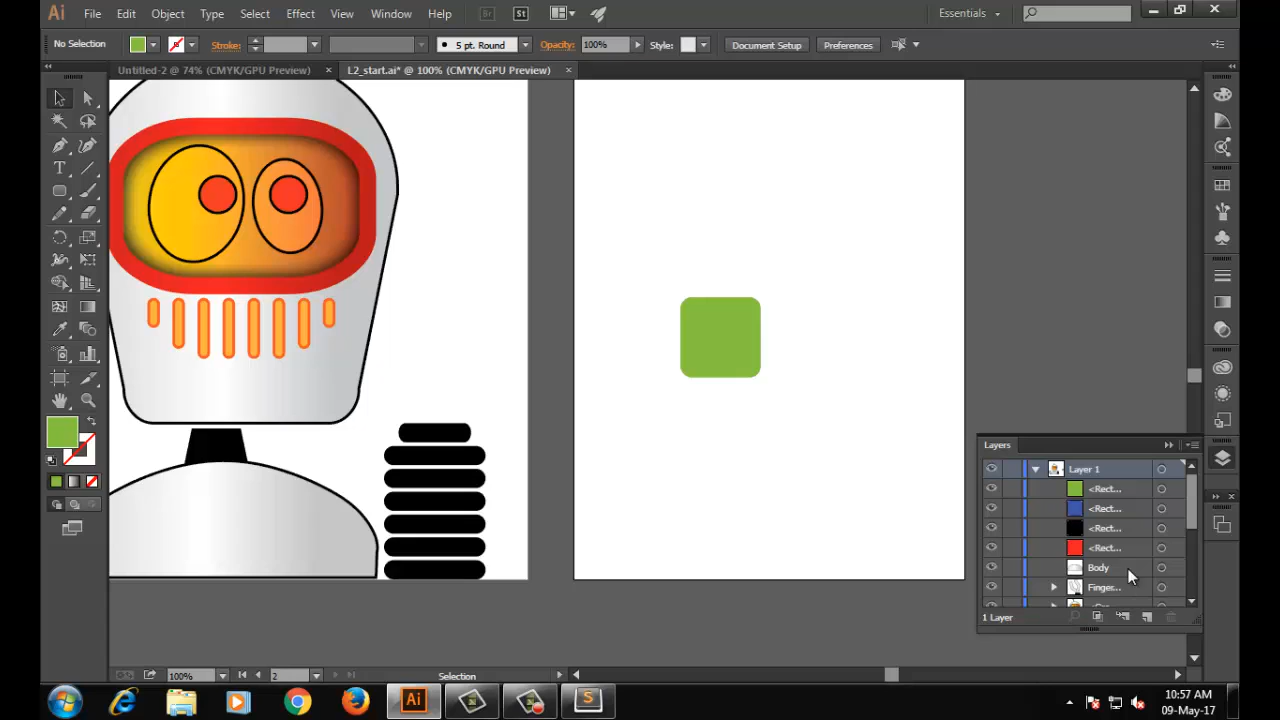 Ai File Edit Object Type Select Effect View Window Help Br St Essentials
No Selection Stroke: 5 pt. Round Opacity: 100% Style: Document Setup Preferences
Untitled-2 @ 74% (CMYK/GPU Preview) × L2_start.ai* @ 100% (CMYK/GPU Preview) ×
Layers
Layer 1
<Rect...
<Rect...
<Rect...
<Rect...
Body
Finger...
1 Layer
100% 2 Selection
Ai S 10:57 AM
09-May-17